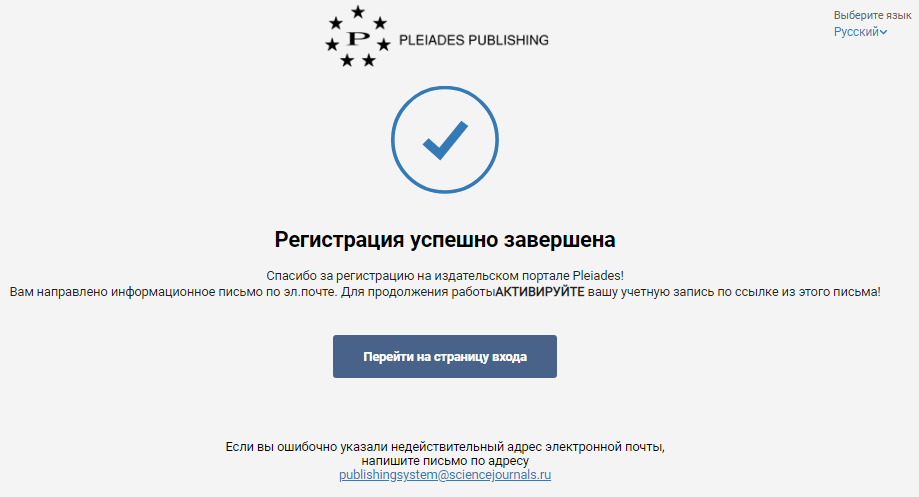 Выберите язык
Русский
P
PLEIADES PUBLISHING
Регистрация успешно завершена
Спасибо за регистрацию на издательском портале Pleiades!
Вам направлено информационное письмо по эл.почте. Для продолжения работыАКТИВИРУЙТЕ вашу учетную запись по ссылке из этого письма!
Перейти на страницу входа
Если вы ошибочно указали недействительный адрес электронной почты,
напишите письмо по адресу
publishingsystem@sciencejournals.ru